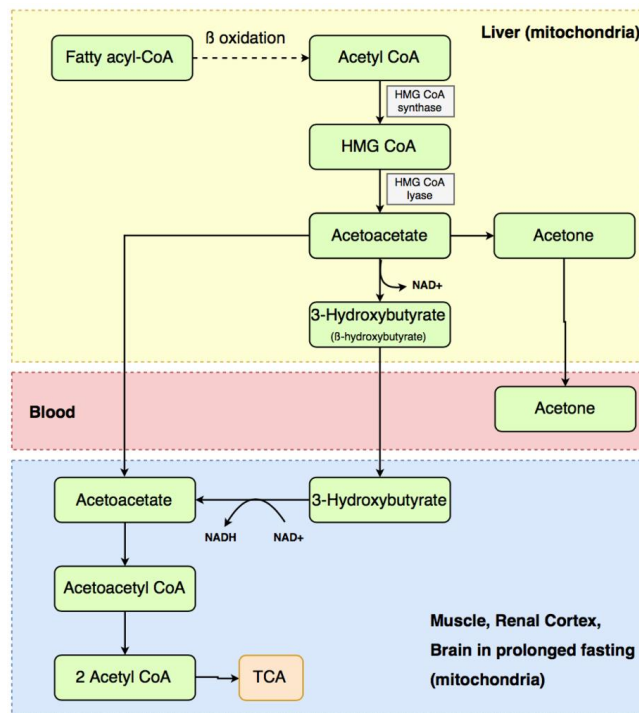 Liver (mitochondria)
Fatty acyl-CoA
ß oxidation
Acetyl CoA
HMG CoA
synthase
HMG CoA
HMG CoA
lyase
Acetoacetate
Acetone
NAD+
3-Hydroxybutyrate
(ß-hydroxybutyrate)
Blood
Acetone
Acetoacetate
3-Hydroxybutyrate
NADH
NAD+
Acetoacetyl CoA
Muscle, Renal Cortex,
Brain in prolonged fasting
(mitochondria)
2 Acetyl CoA
TCA